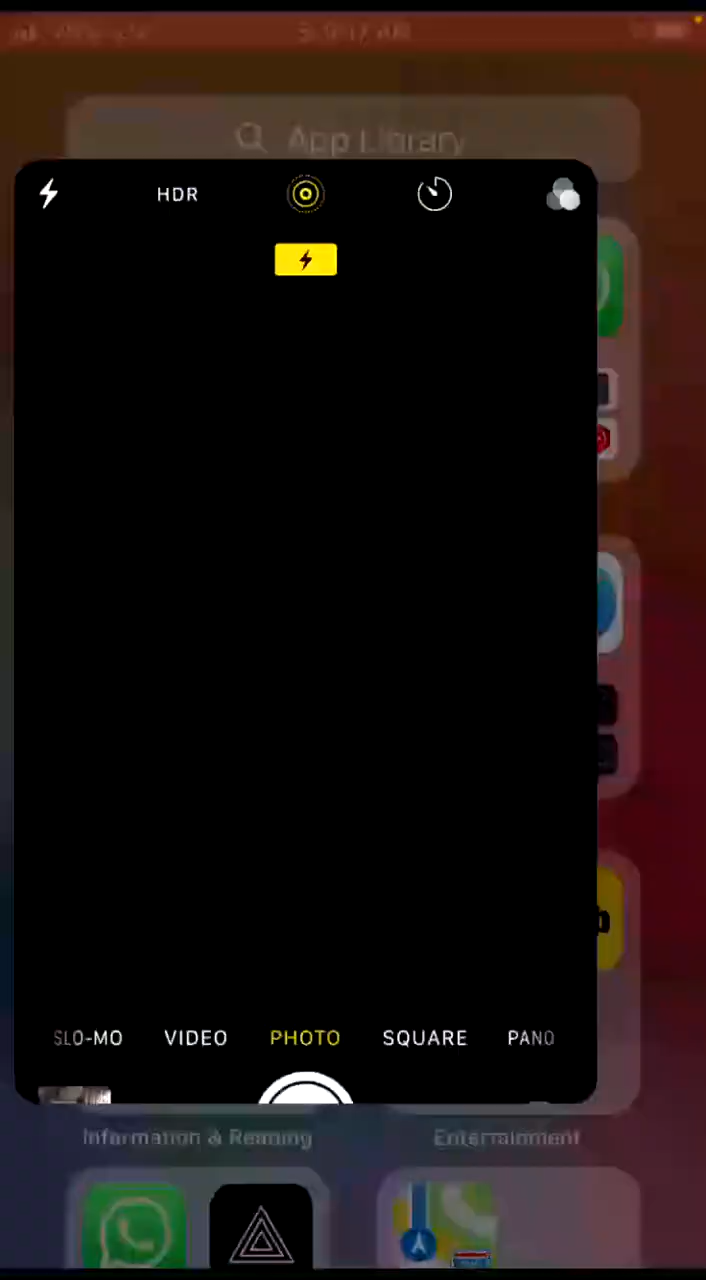 App Library
HDR
SLO-MO VIDEO PHOTO SQUARE PANO
Information & Reading Entertainment